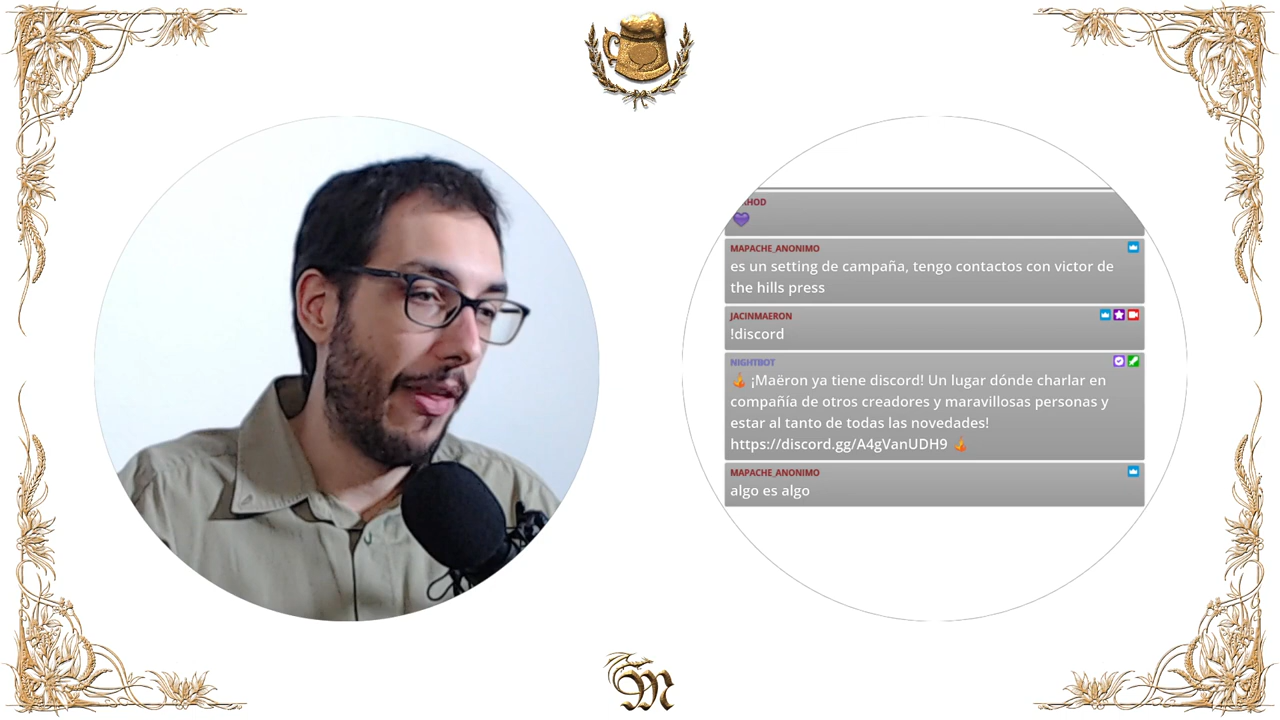 MAPACHE_ANONIMO
es un setting de campaña, tengo contactos con victor de
the hills press
JACINMAERON
!discord
NIGHTBOT
¡Maëron ya tiene discord! Un lugar dónde charlar en
compañía de otros creadores y maravillosas personas y
estar al tanto de todas las novedades!
https://discord.gg/A4gVanUDH9
MAPACHE_ANONIMO
algo es algo
M